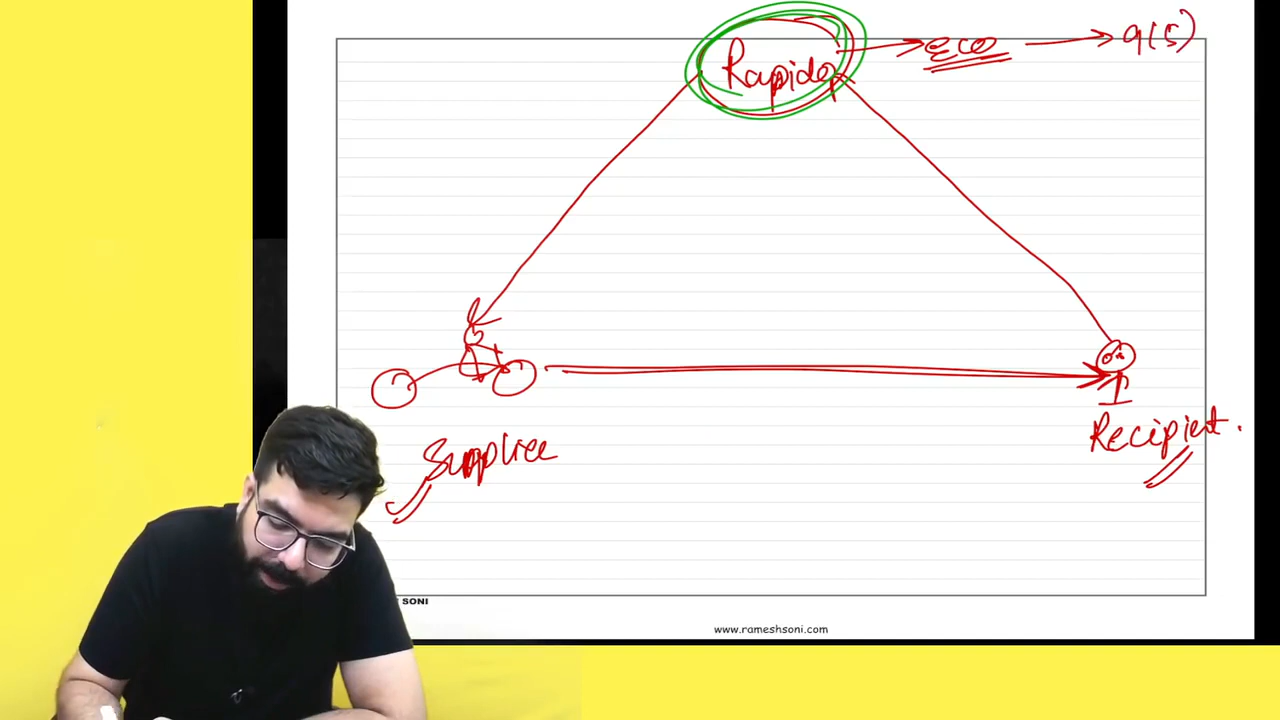 Rapido → eco → 9(5)
Supplier
Recipient.
SONI
www.rameshsoni.com